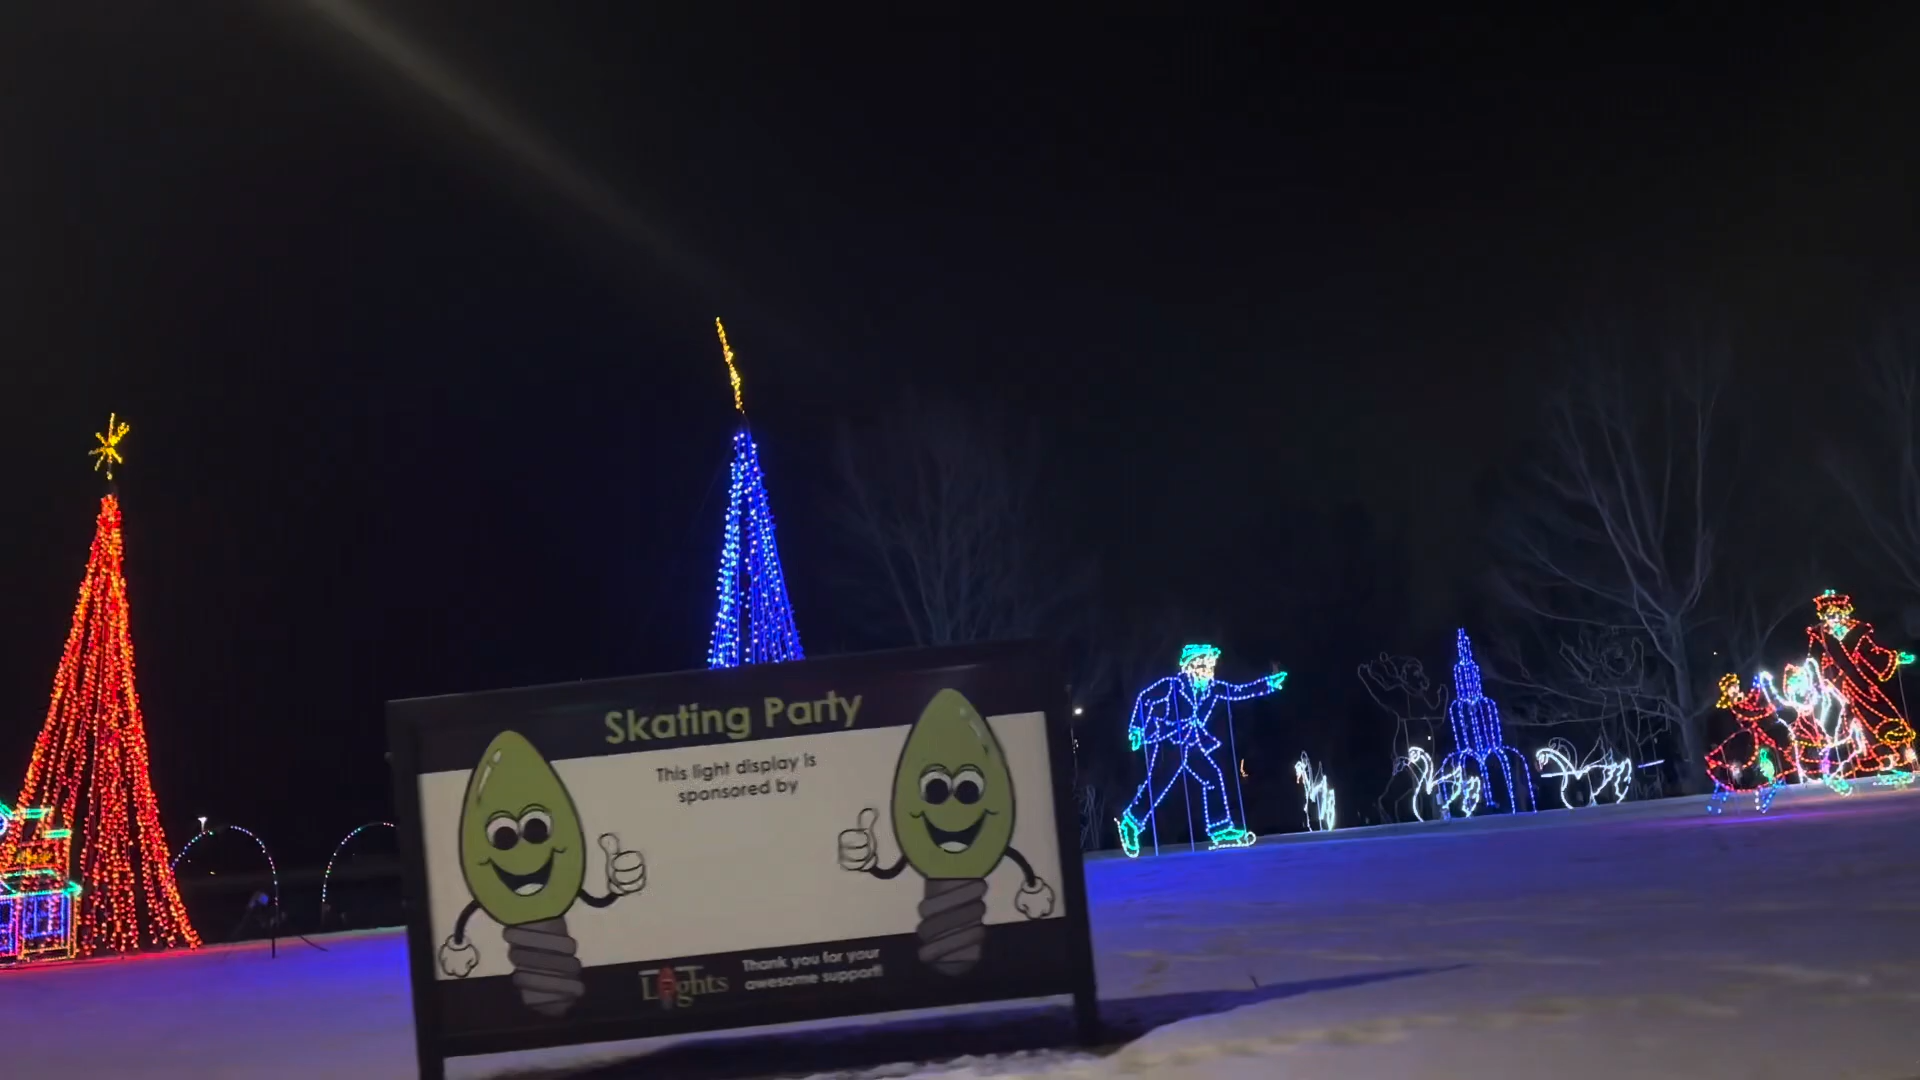 Skating Party
This light display is
sponsored by
Lights
Thank you for your
awesome support!